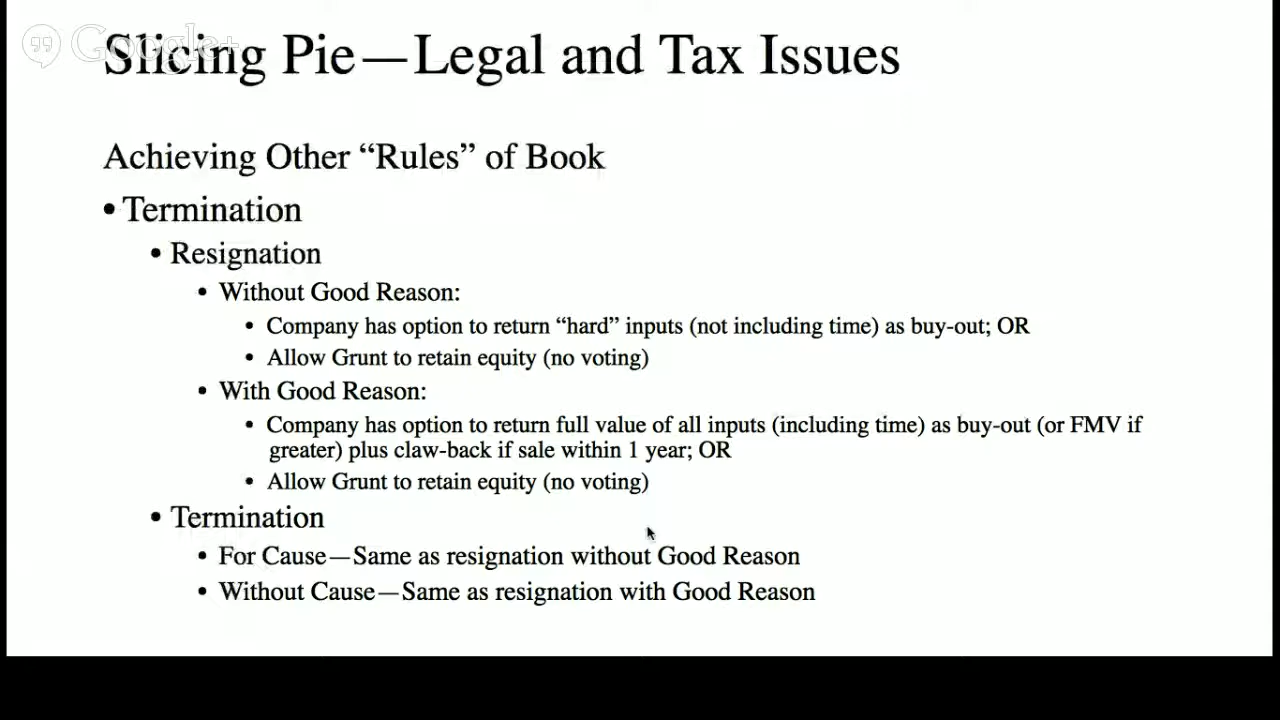 Google+
Slicing Pie—Legal and Tax Issues
Achieving Other “Rules” of Book
• Termination
• Resignation
• Without Good Reason:
• Company has option to return “hard” inputs (not including time) as buy-out; OR
• Allow Grunt to retain equity (no voting)
• With Good Reason:
• Company has option to return full value of all inputs (including time) as buy-out (or FMV if
greater) plus claw-back if sale within 1 year; OR
• Allow Grunt to retain equity (no voting)
• Termination
• For Cause—Same as resignation without Good Reason
• Without Cause—Same as resignation with Good Reason